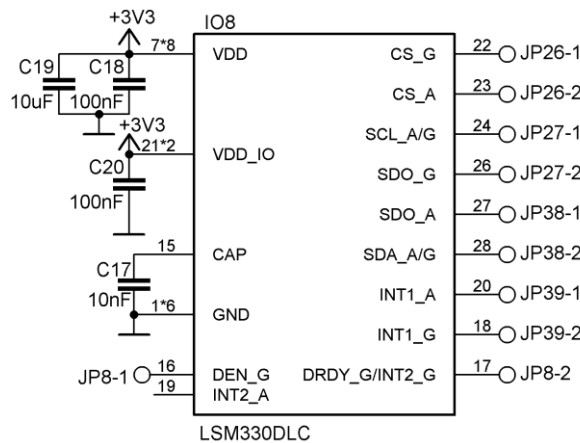 +3V3
IO8
7*8
VDD
CS_G
22
JP26-1
C19
10uF
C18
100nF
CS_A
23
JP26-2
+3V3
SCL_A/G
24
JP27-1
21*2
VDD_IO
SDO_G
26
JP27-2
C20
100nF
SDO_A
27
JP38-1
15
CAP
SDA_A/G
28
JP38-2
C17
10nF
INT1_A
20
JP39-1
1*6
GND
INT1_G
18
JP39-2
JP8-1
16
DEN_G
DRDY_G/INT2_G
17
JP8-2
19
INT2_A
LSM330DLC